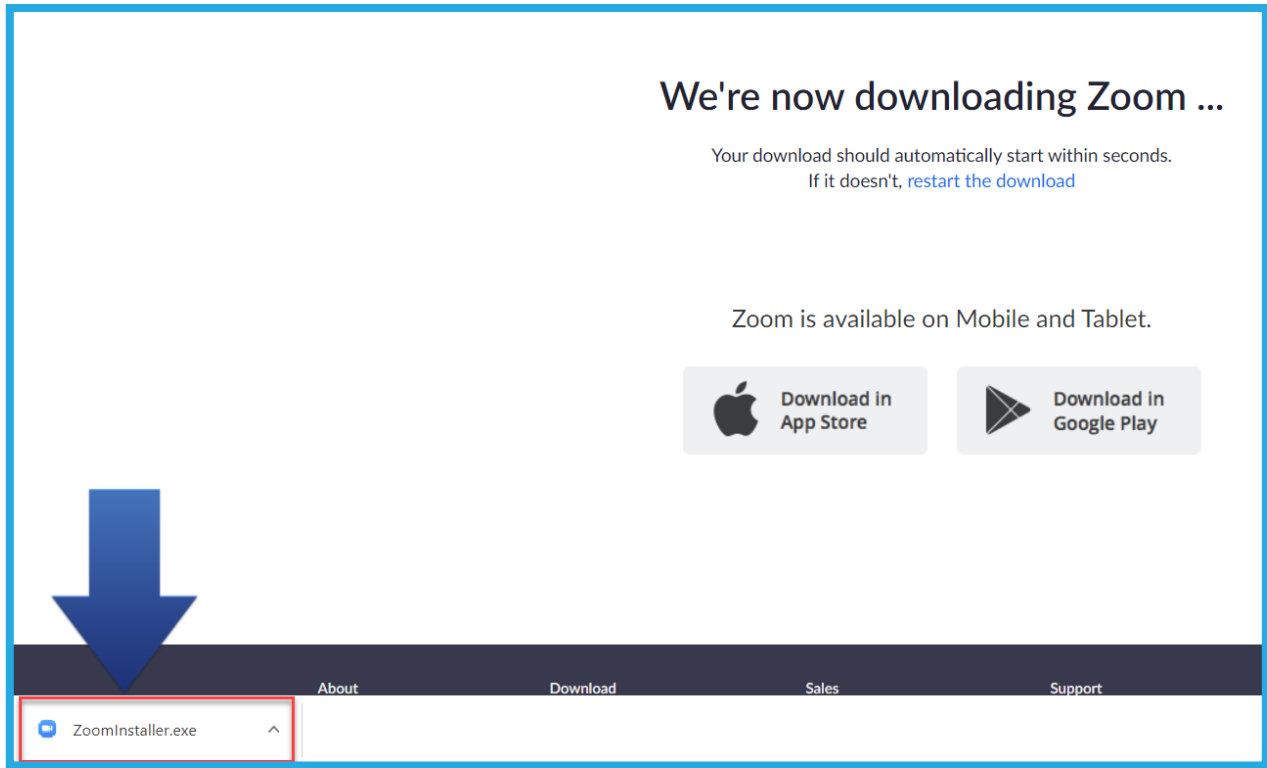 We're now downloading Zoom ...
Your download should automatically start within seconds.
If it doesn't, restart the download
Zoom is available on Mobile and Tablet.
Download in
App Store
Download in
Google Play
About
Download
Sales
Support
ZoomInstaller.exe